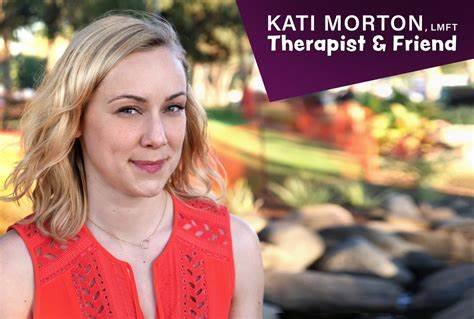 KATI MORTON, LMFT
Therapist & Friend